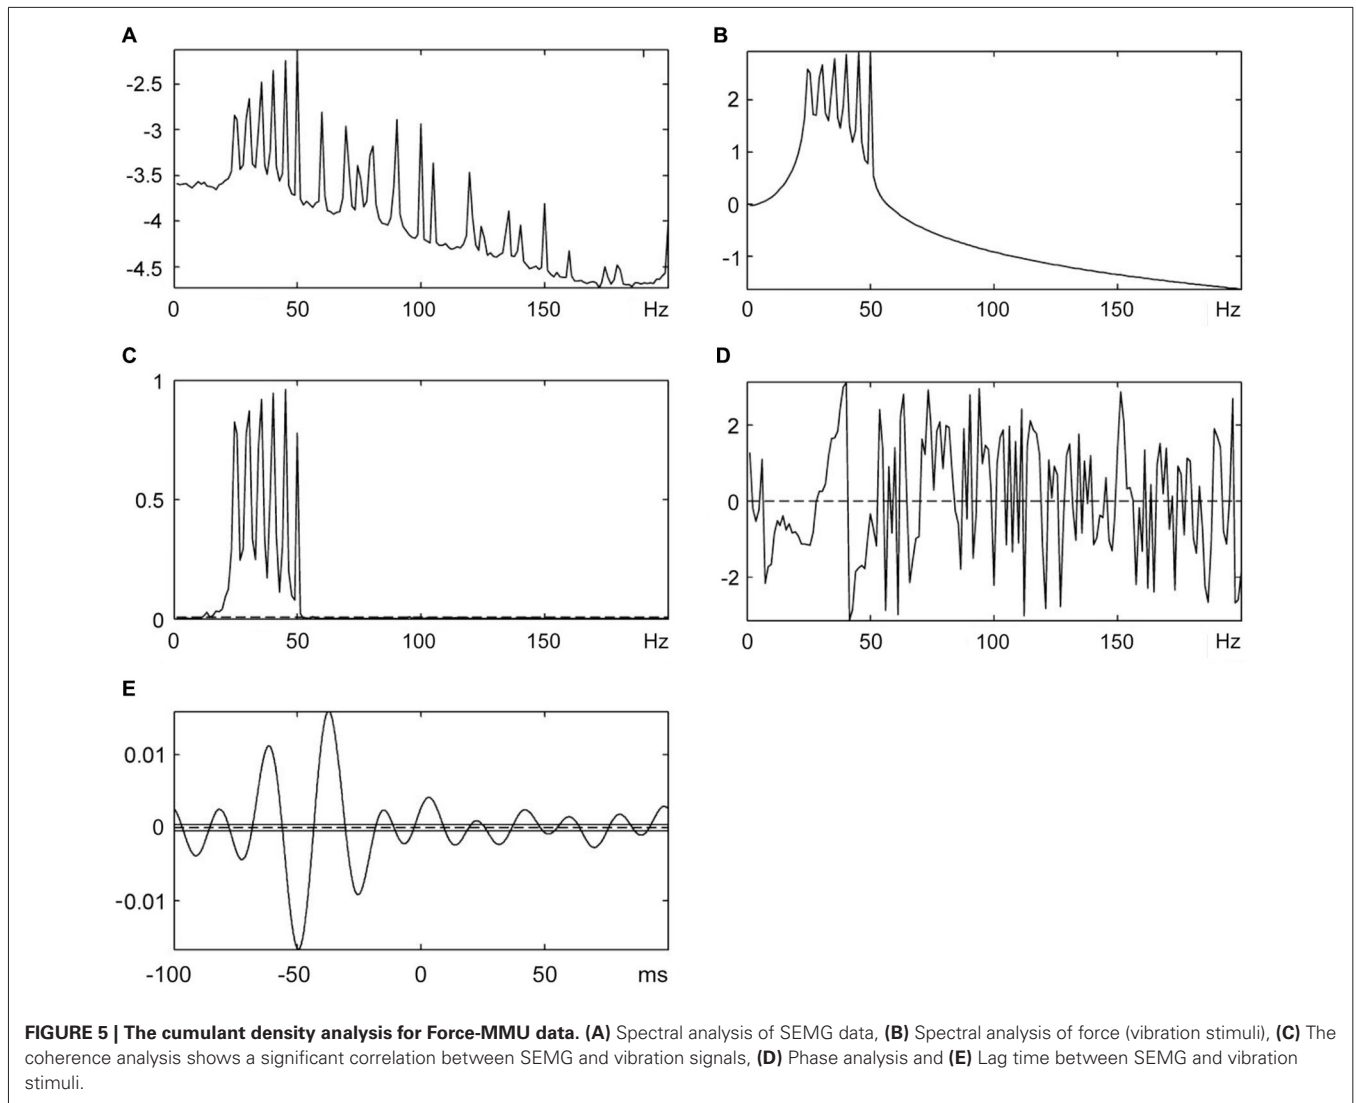 A
B
-2.5
-3
-3.5
-4
-4.5
0 50 100 150 Hz
2
1
0
-1
0 50 100 150 Hz
C
D
1
0.5
0
0 50 100 150 Hz
2
0
-2
0 50 100 150 Hz
E
0.01
0
-0.01
-100 -50 0 50 ms
FIGURE 5 | The cumulant density analysis for Force-MMU data. (A) Spectral analysis of SEMG data, (B) Spectral analysis of force (vibration stimuli), (C) The
coherence analysis shows a significant correlation between SEMG and vibration signals, (D) Phase analysis and (E) Lag time between SEMG and vibration
stimuli.